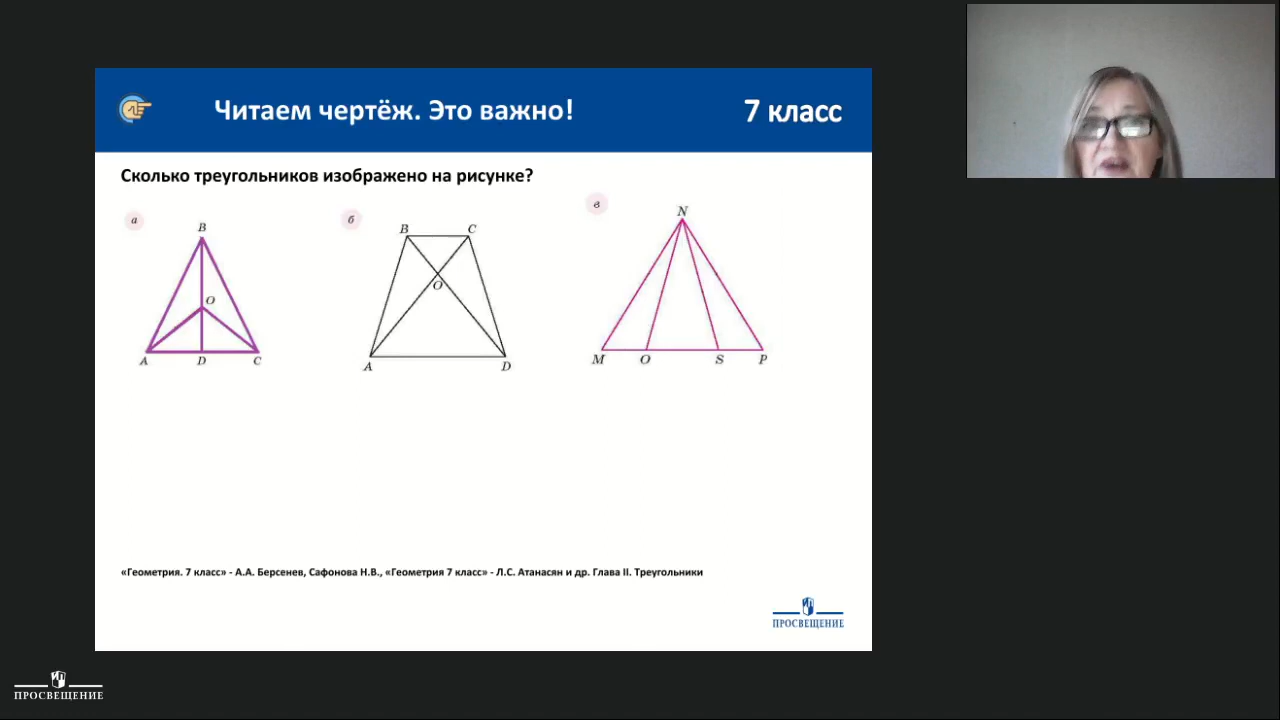 Читаем чертёж. Это важно!
7 класс
Сколько треугольников изображено на рисунке?
а
B
O
A D C
б
B C
O
A D
в
N
M O S P
«Геометрия. 7 класс» - А.А. Берсенев, Сафонова Н.В., «Геометрия 7 класс» - Л.С. Атанасян и др. Глава II. Треугольники
ПРОСВЕЩЕНИЕ
ПРОСВЕЩЕНИЕ